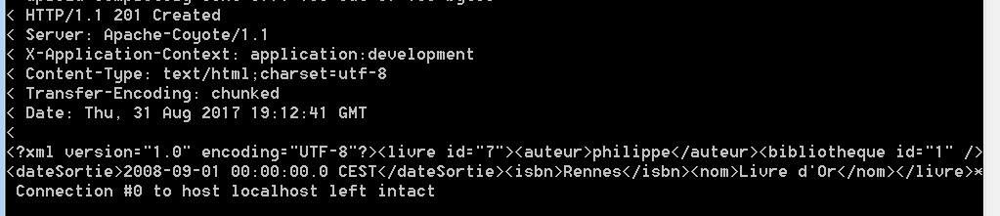 < HTTP/1.1 201 Created
< Server: Apache-Coyote/1.1
< X-Application-Context: application:development
< Content-Type: text/html;charset=utf-8
< Transfer-Encoding: chunked
< Date: Thu, 31 Aug 2017 19:12:41 GMT
<
<?xml version="1.0" encoding="UTF-8"?><livre id="7"><auteur>philippe</auteur><bibliotheque id="1" />
<dateSortie>2008-09-01 00:00:00.0 CEST</dateSortie><isbn>Rennes</isbn><nom>Livre d'Or</nom></livre>*
Connection #0 to host localhost left intact